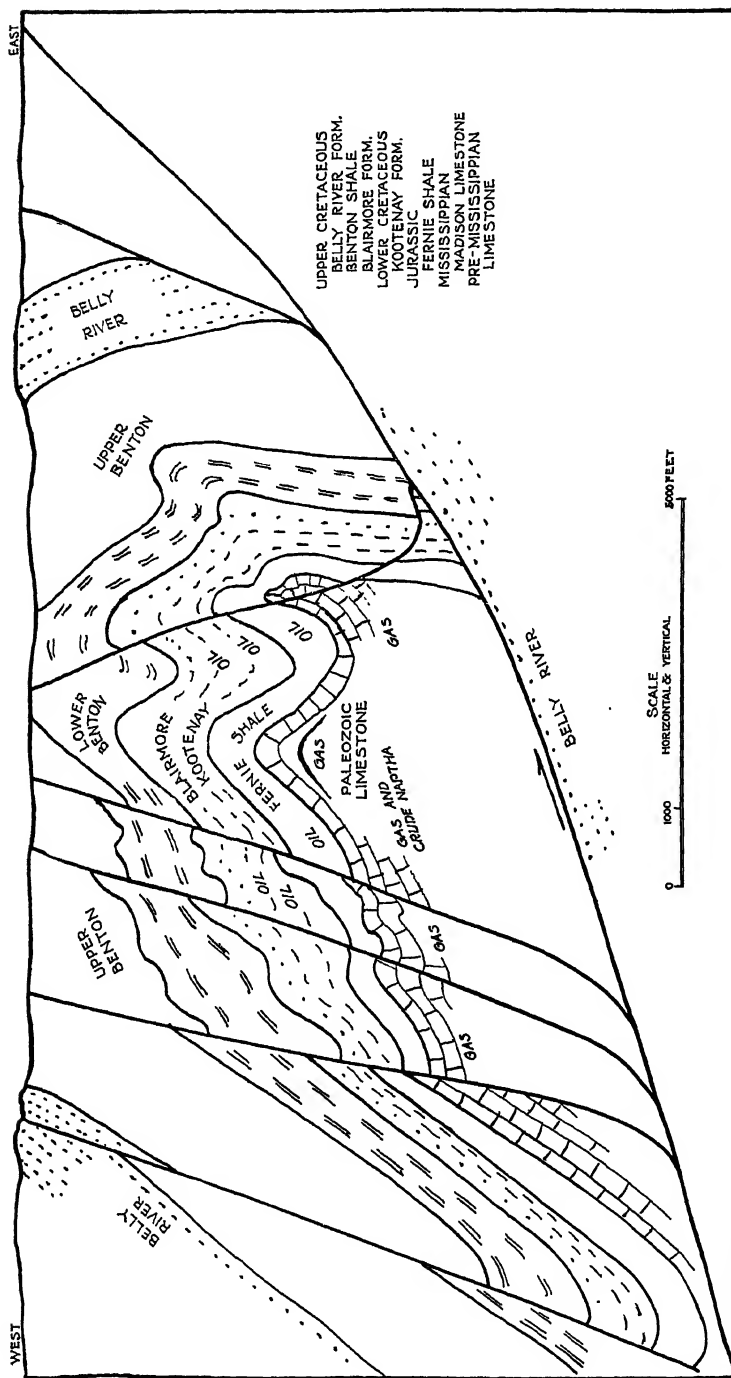 WEST
EAST
BELLY
RIVER
UPPER
BENTON
LOWER
BENTON
BLAIRMORE
KOOTENAY
FERNIE SHALE
OIL
OIL
OIL
OIL
OIL
OIL
OIL
GAS
PALEOZOIC
LIMESTONE
GAS
GAS AND
CRUDE NAPTHA
GAS
GAS
UPPER
BENTON
BELLY
RIVER
BELLY RIVER
UPPER CRETACEOUS
BELLY RIVER FORM.
BENTON SHALE
BLAIRMORE FORM.
LOWER CRETACEOUS
KOOTENAY FORM.
JURASSIC
FERNIE SHALE
MISSISSIPPIAN
MADISON LIMESTONE
PRE-MISSISSIPPIAN
LIMESTONE
SCALE
HORIZONTAL & VERTICAL
0 1000 5000 FEET